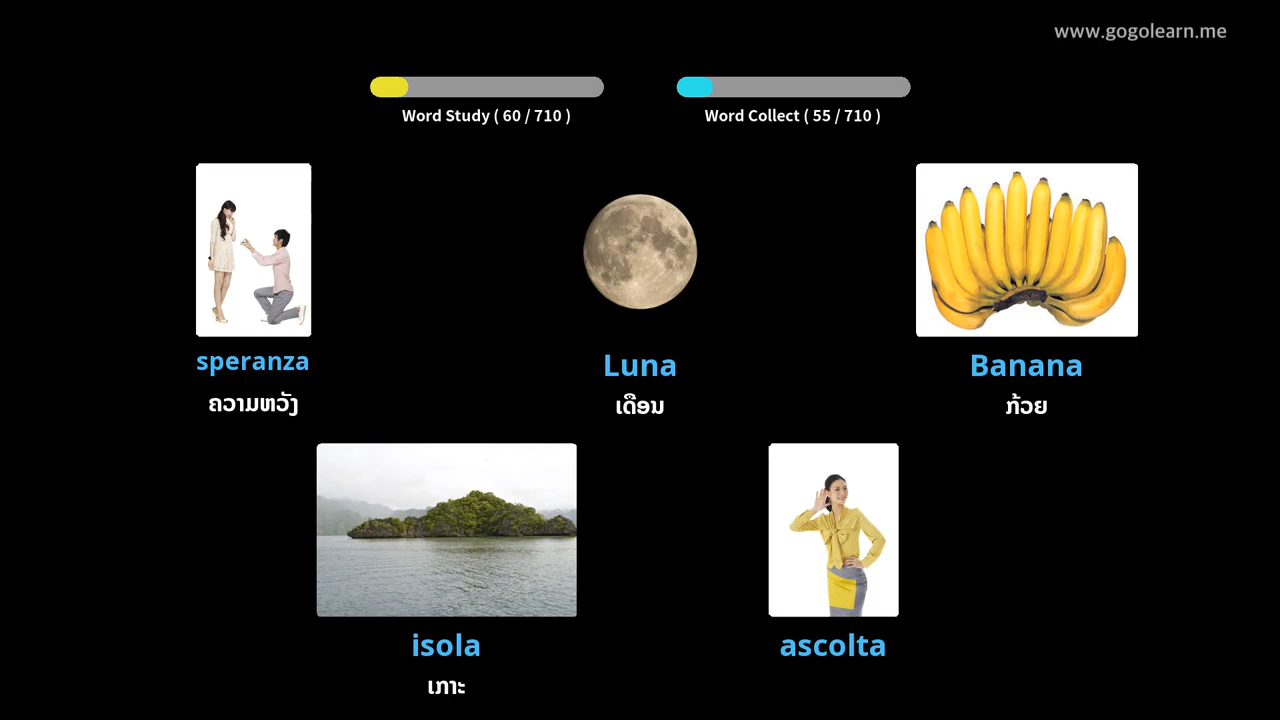 www.gogolearn.me
Word Study ( 60 / 710 )
Word Collect ( 55 / 710 )
speranza
ຄວາມຫວັງ
Luna
ເດືອນ
Banana
ກ້ວຍ
isola
ເກາະ
ascolta